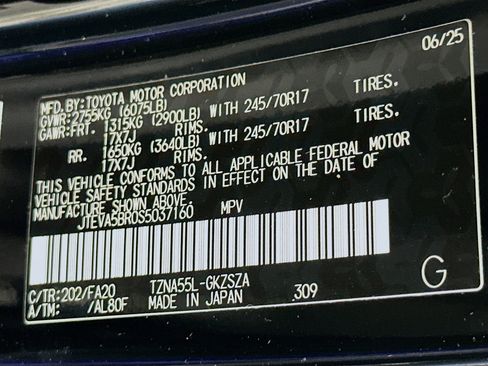 06/25
MFD.BY:TOYOTA MOTOR CORPORATION
GVWR:2755KG (6075LB)
GAWR:FRT. 1315KG (2900LB) WITH 245/70R17 TIRES.
17X7J RIMS.
RR. 1650KG (3640LB) WITH 245/70R17 TIRES.
17X7J RIMS.
THIS VEHICLE CONFORMS TO ALL APPLICABLE FEDERAL MOTOR
VEHICLE SAFETY STANDARDS IN EFFECT ON THE DATE OF
MANUFACTURE SHOWN ABOVE.
JTEVA5BR0S5037160 MPV
C/TR:202/FA20 TZNA55L-GKZSZA
A/TM: /AL80F MADE IN JAPAN 309 G